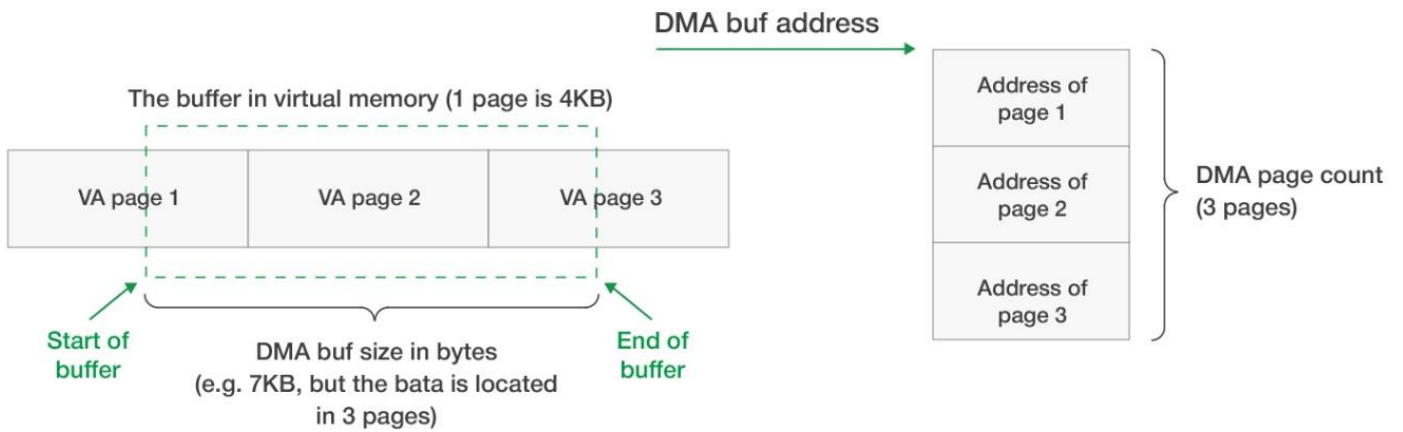 DMA buf address
The buffer in virtual memory (1 page is 4KB)
VA page 1
VA page 2
VA page 3
Start of
buffer
DMA buf size in bytes
(e.g. 7KB, but the bata is located
in 3 pages)
End of
buffer
Address of
page 1
Address of
page 2
Address of
page 3
DMA page count
(3 pages)